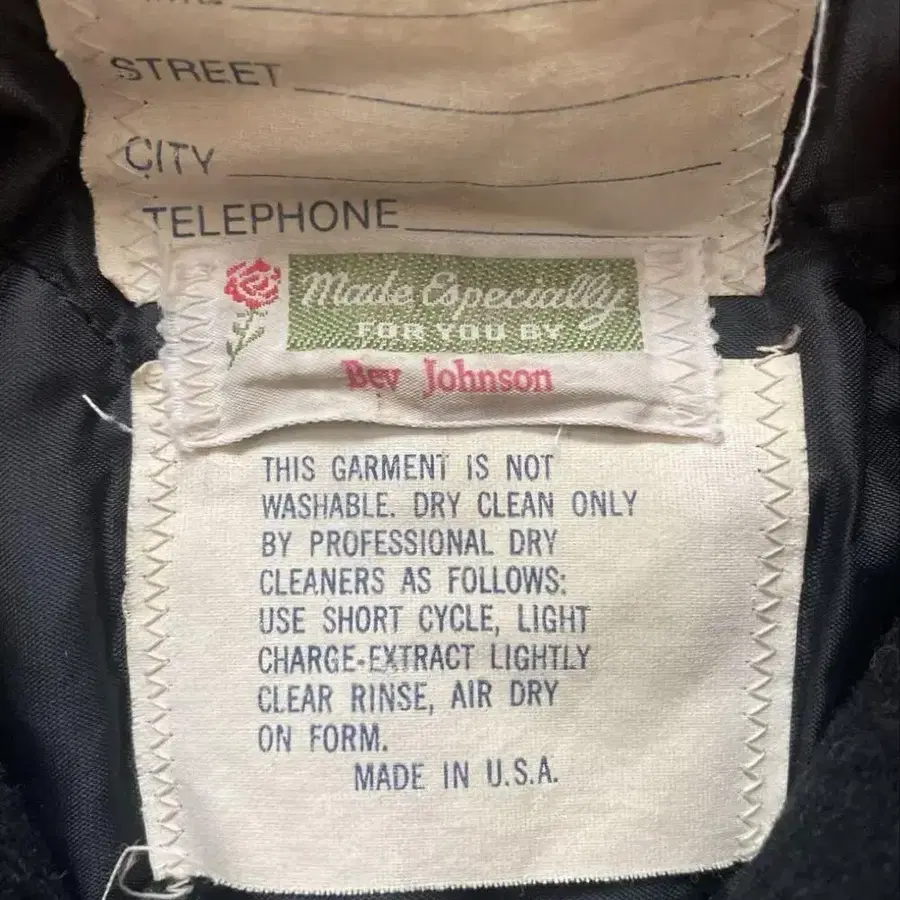 STREET
CITY
TELEPHONE
Made Especially
FOR YOU BY
Bev Johnson
THIS GARMENT IS NOT
WASHABLE. DRY CLEAN ONLY
BY PROFESSIONAL DRY
CLEANERS AS FOLLOWS:
USE SHORT CYCLE, LIGHT
CHARGE-EXTRACT LIGHTLY
CLEAR RINSE, AIR DRY
ON FORM.
MADE IN U.S.A.